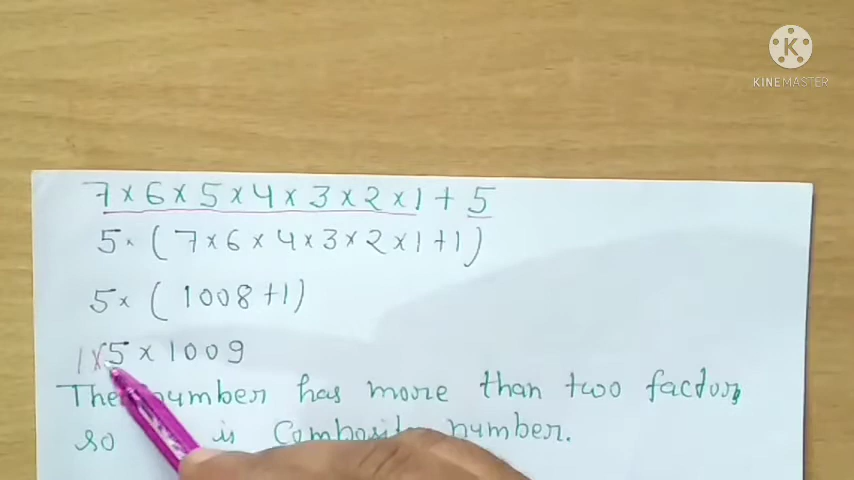 K
KINEMASTER
7 × 6 × 5 × 4 × 3 × 2 × 1 + 5
5 × ( 7 × 6 × 4 × 3 × 2 × 1 + 1 )
5 × ( 1008 + 1 )
1 × 5 × 1009
The number has more than two factors
so is Composite number.